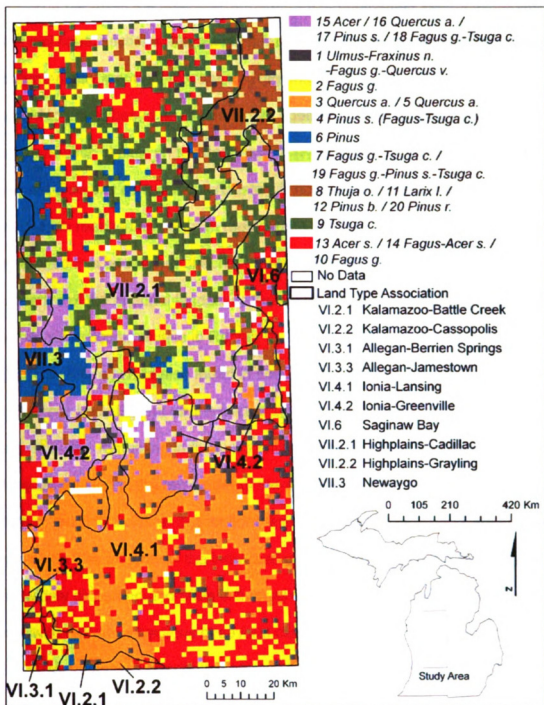 15 Acer / 16 Quercus a. /
17 Pinus s. / 18 Fagus g.-Tsuga c.
1 Ulmus-Fraxinus n.
-Fagus g.-Quercus v.
2 Fagus g.
3 Quercus a. / 5 Quercus a.
4 Pinus s. (Fagus-Tsuga c.)
6 Pinus
7 Fagus g.-Tsuga c. /
19 Fagus g.-Pinus s.-Tsuga c.
8 Thuja o. / 11 Larix l. /
12 Pinus b. / 20 Pinus r.
9 Tsuga c.
13 Acer s. / 14 Fagus-Acer s. /
10 Fagus g.
No Data
Land Type Association
VI.2.1 Kalamazoo-Battle Creek
VI.2.2 Kalamazoo-Cassopolis
VI.3.1 Allegan-Berrien Springs
VI.3.3 Allegan-Jamestown
VI.4.1 Ionia-Lansing
VI.4.2 Ionia-Greenville
VI.6 Saginaw Bay
VII.2.1 Highplains-Cadillac
VII.2.2 Highplains-Grayling
VII.3 Newaygo
0 105 210 420 Km
N
Study Area
VII.2.2
VI.6
VII.2.1
VII.3
VI.4.2
VI.4.2
VI.4.1
VI.3.3
VI.3.1
VI.2.1
VI.2.2
0 5 10 20 Km